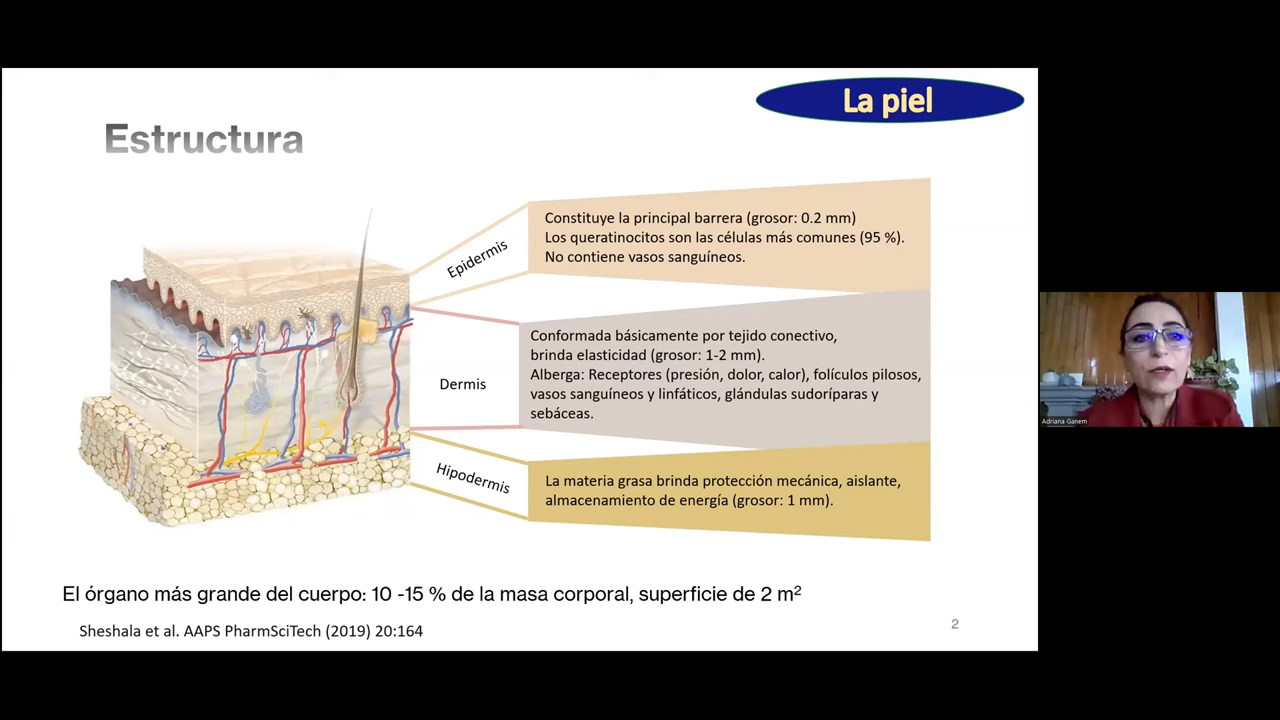 La piel
Estructura
Epidermis
Constituye la principal barrera (grosor: 0.2 mm)
Los queratinocitos son las células más comunes (95 %).
No contiene vasos sanguíneos.
Dermis
Conformada básicamente por tejido conectivo,
brinda elasticidad (grosor: 1-2 mm).
Alberga: Receptores (presión, dolor, calor), folículos pilosos,
vasos sanguíneos y linfáticos, glándulas sudoríparas y
sebáceas.
Hipodermis
La materia grasa brinda protección mecánica, aislante,
almacenamiento de energía (grosor: 1 mm).
El órgano más grande del cuerpo: 10 -15 % de la masa corporal, superficie de 2 m²
Sheshala et al. AAPS PharmSciTech (2019) 20:164
2
Adriana Ganem